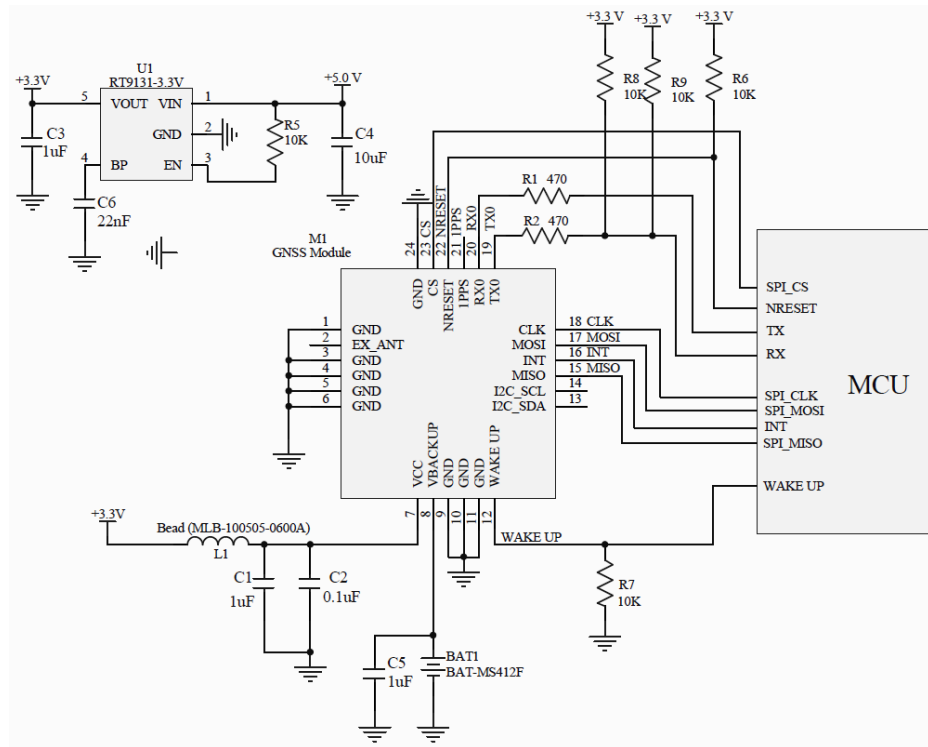 +3.3 V +3.3 V +3.3 V
U1
RT9131-3.3V
+3.3V
+5.0 V
5 VOUT VIN 1
GND 2
4 BP EN 3
C3
1uF
R5
10K
C4
10uF
C6
22nF
R8
10K
R9
10K
R6
10K
R1 470
R2 470
M1
GNSS Module
24
23 CS
22 NRESET
21 1PPS
20 RX0
19 TX0
GND
CS
NRESET
1PPS
RX0
TX0
1 GND
2 EX_ANT
3 GND
4 GND
5 GND
6 GND
CLK 18 CLK
MOSI 17 MOSI
INT 16 INT
MISO 15 MISO
I2C_SCL 14
I2C_SDA 13
VCC
VBACKUP
GND
GND
GND
WAKE UP
7
8
9
10
11
12
WAKE UP
SPI_CS
NRESET
TX
RX
MCU
SPI_CLK
SPI_MOSI
INT
SPI_MISO
WAKE UP
+3.3V
Bead (MLB-100505-0600A)
L1
C1
1uF
C2
0.1uF
R7
10K
C5
1uF
BAT1
BAT-MS412F